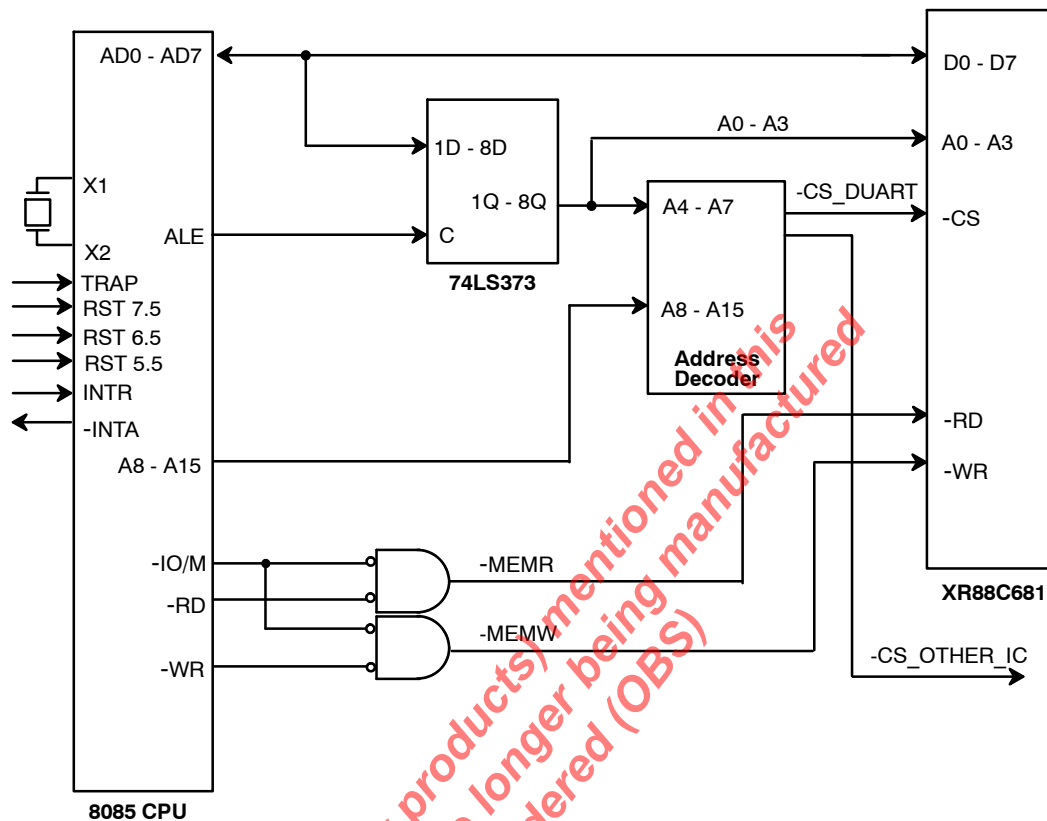 AD0 - AD7
D0 - D7
1D - 8D
A0 - A3
A0 - A3
X1
1Q - 8Q
A4 - A7
-CS_DUART
-CS
X2
ALE
C
74LS373
TRAP
RST 7.5
A8 - A15
RST 6.5
RST 5.5
Address
Decoder
INTR
-INTA
-RD
A8 - A15
-WR
-IO/M
-MEMR
-RD
XR88C681
-MEMW
-WR
-CS_OTHER_IC
8085 CPU
products) mentioned in this
longer being manufactured
dered (OBS)